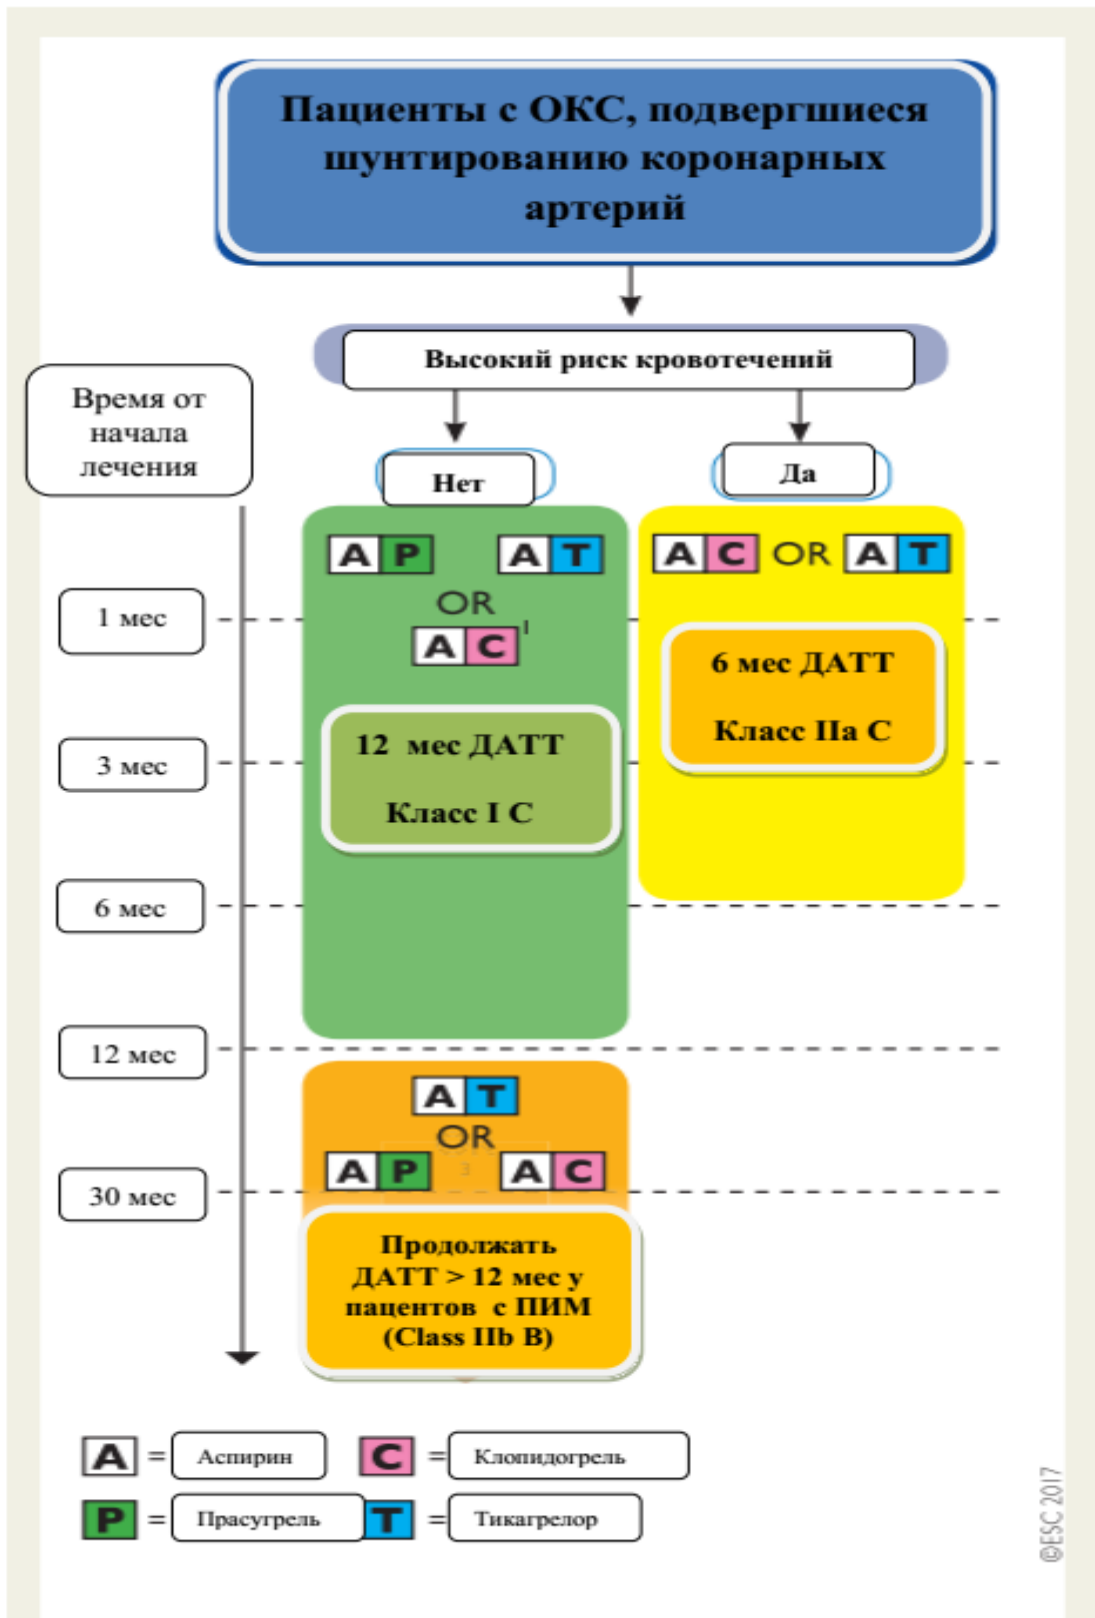 Пациенты с ОКС, подвергшиеся
шунтированию коронарных
артерий
Высокий риск кровотечений
Время от
начала
лечения
Нет
Да
A P A T
OR
A C 1
A C OR A T
1 мес
6 мес ДАТТ
Класс IIa C
12 мес ДАТТ
Класс I C
3 мес
6 мес
12 мес
A T
OR
A P 3 A C
30 мес
Продолжать
ДАТТ > 12 мес у
пацентов с ПИМ
(Class IIb B)
A = Аспирин C = Клопидогрель
P = Прасугрель T = Тикагрелор
©ESC 2017